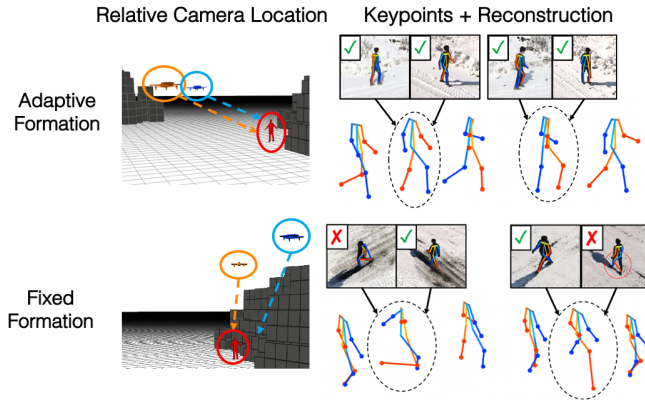 Relative Camera Location
Keypoints + Reconstruction
Adaptive
Formation
Fixed
Formation